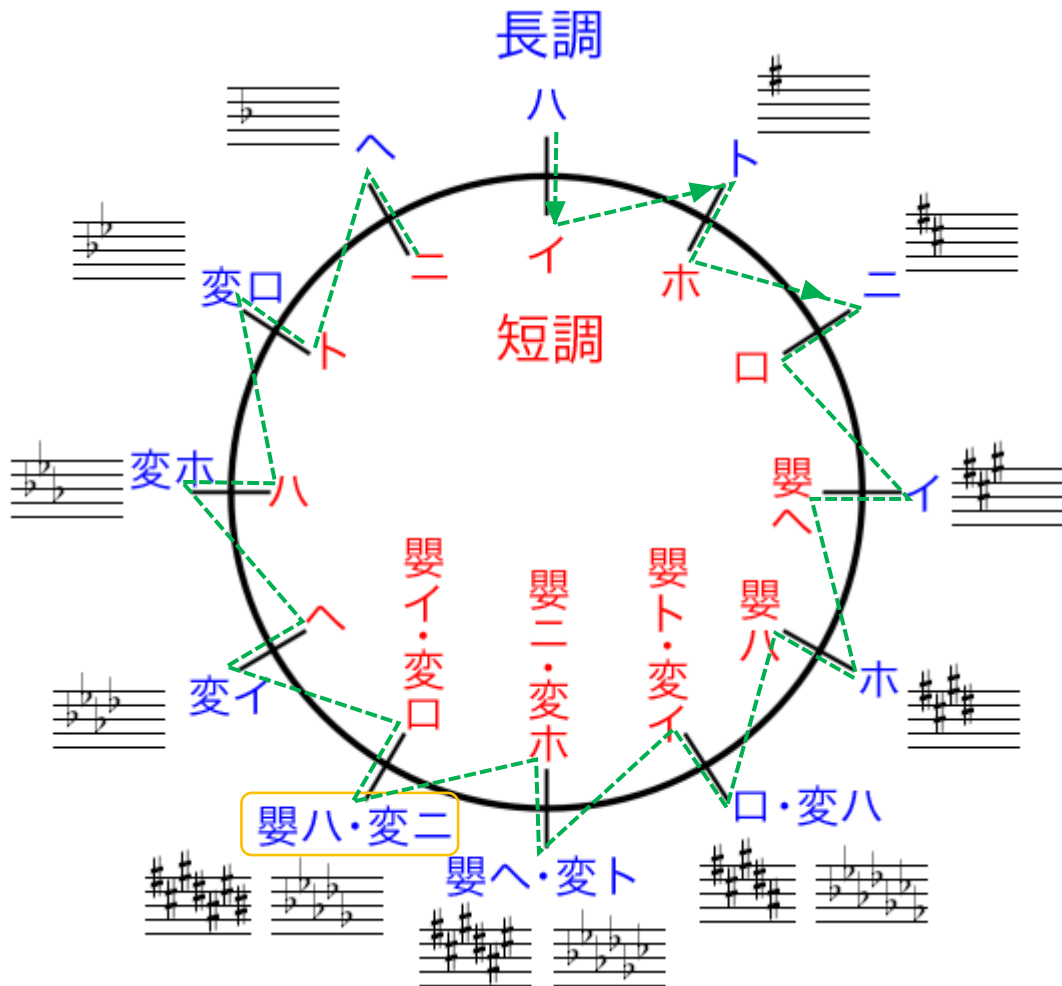 長調
ハ
ト
ニ
イ
ホ
ロ・変ハ
嬰ヘ・変ト
嬰ハ・変ニ
変イ
変ホ
変ロ
ヘ
短調
イ
ホ
ロ
嬰ヘ
嬰ハ
嬰ト・変イ
嬰ニ・変ホ
嬰イ・変ロ
ヘ
ハ
ト
ニ